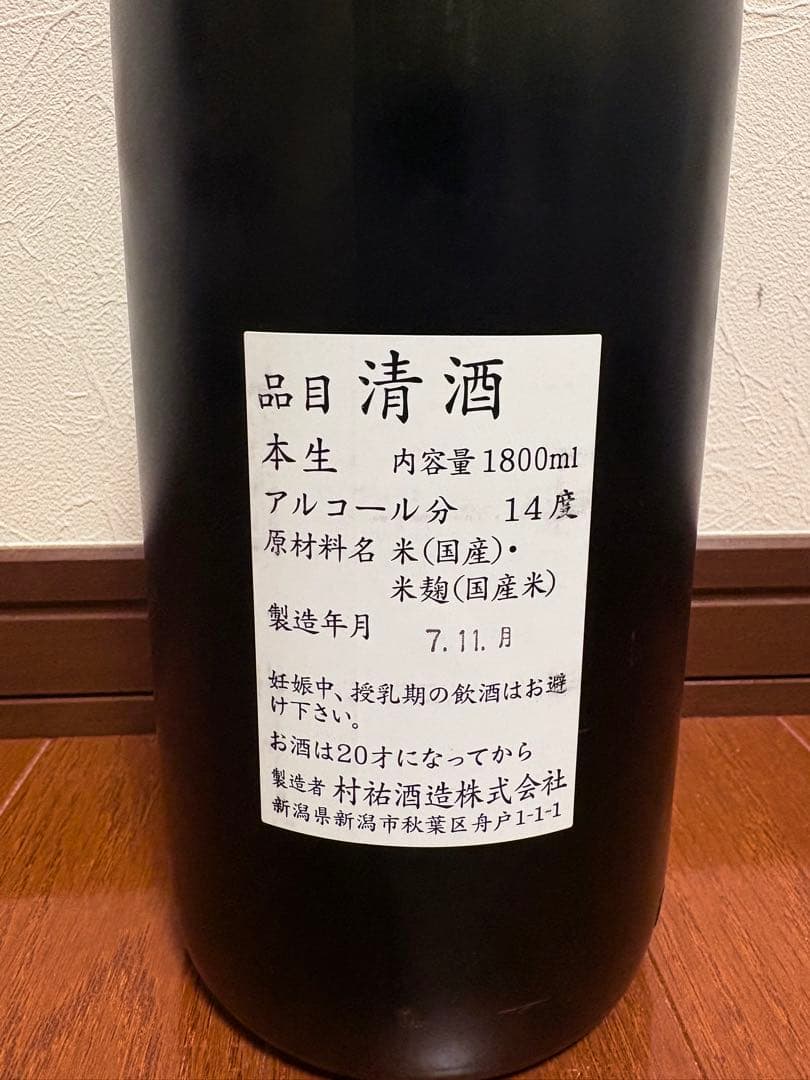 品目 清酒
本生 内容量 1800ml
アルコール分 14度
原材料名 米(国産)・
米麹(国産米)
製造年月 7.11.月
妊娠中、授乳期の飲酒はお避
け下さい。
お酒は20才になってから
製造者 村祐酒造株式会社
新潟県新潟市秋葉区舟戸1-1-1